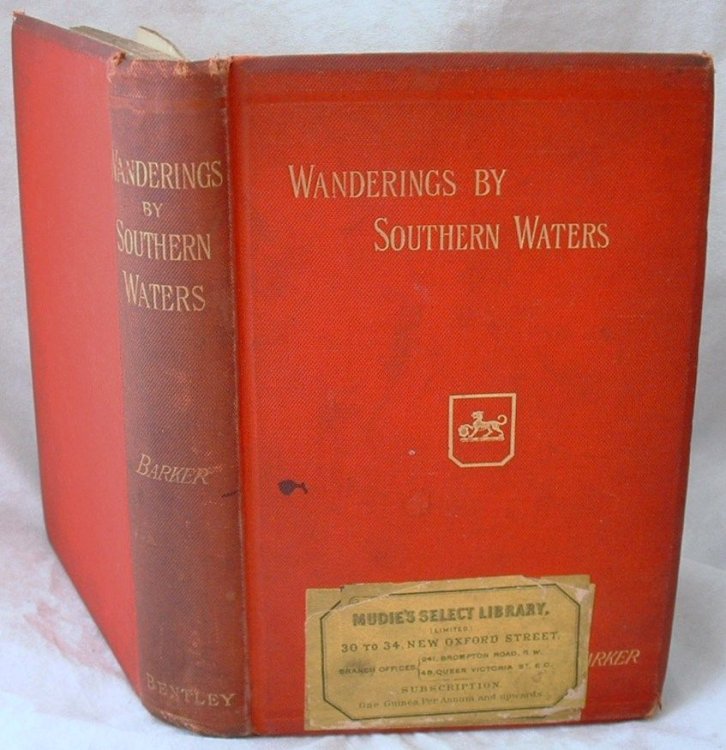 WANDERINGS
BY
SOUTHERN
WATERS
BARKER
BENTLEY
WANDERINGS BY
SOUTHERN WATERS
MUDIE'S SELECT LIBRARY.
(LIMITED)
30 TO 34, NEW OXFORD STREET.
BRANCH OFFICES, 241, BROMPTON ROAD, S.W.
48, QUEEN VICTORIA ST. E.C.
SUBSCRIPTION
One Guinea Per Annum and upwards.
ARKER